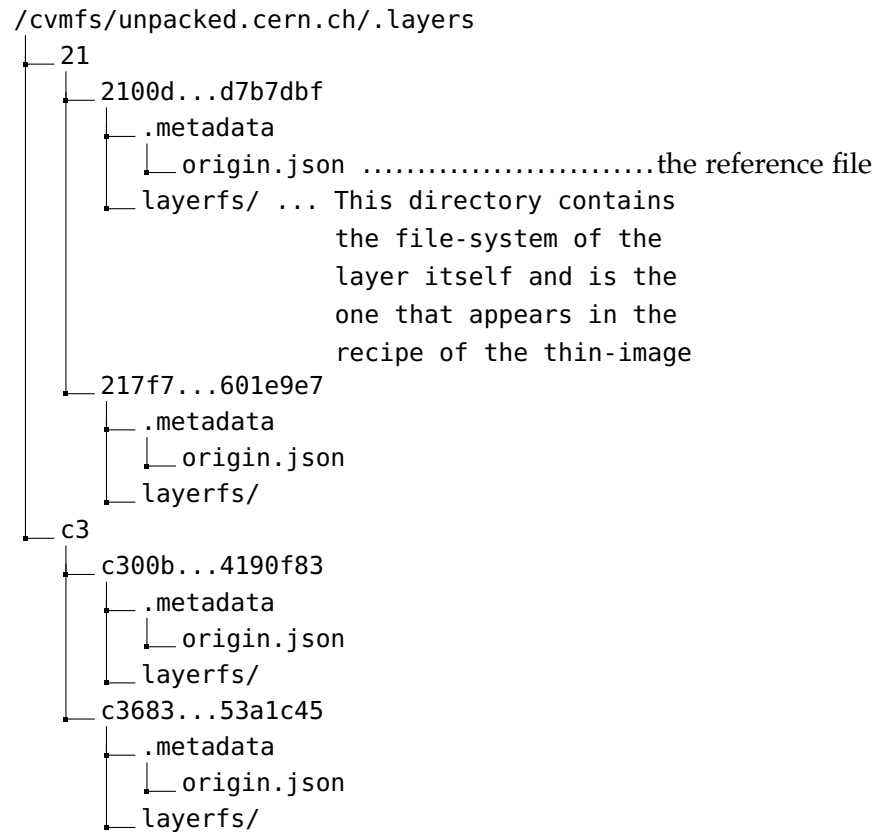 /cvmfs/unpacked.cern.ch/.layers
21
2100d...d7b7dbf
.metadata
origin.json ...........................the reference file
layerfs/ ... This directory contains
the file-system of the
layer itself and is the
one that appears in the
recipe of the thin-image
217f7...601e9e7
.metadata
origin.json
layerfs/
c3
c300b...4190f83
.metadata
origin.json
layerfs/
c3683...53a1c45
.metadata
origin.json
layerfs/